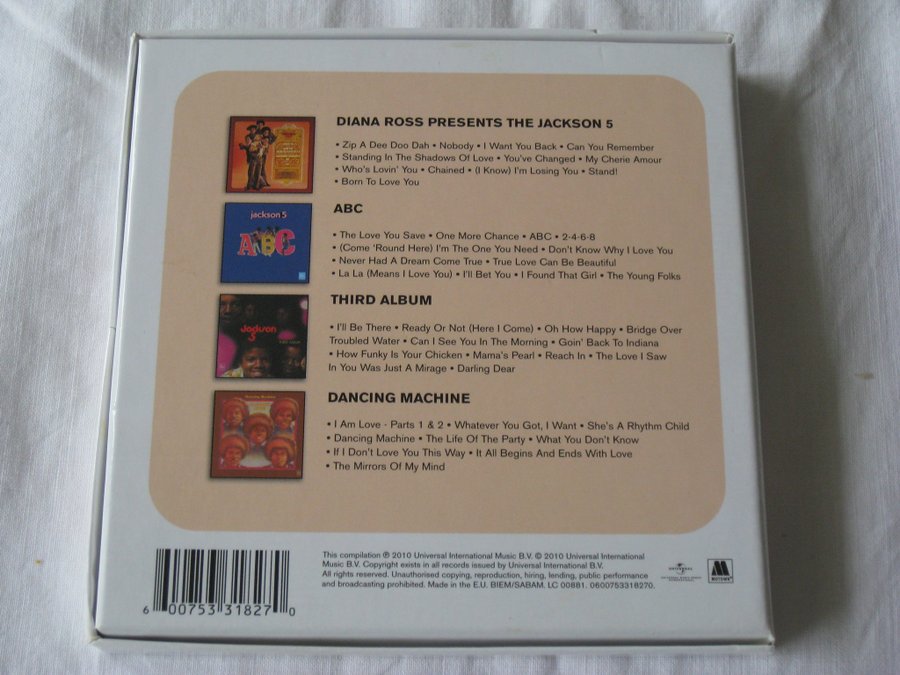 DIANA ROSS PRESENTS THE JACKSON 5
• Zip A Dee Doo Dah • Nobody • I Want You Back • Can You Remember
• Standing In The Shadows Of Love • You've Changed • My Cherie Amour
• Who's Lovin' You • Chained • (I Know) I'm Losing You • Stand!
• Born To Love You
jackson 5
ABC
ABC
• The Love You Save • One More Chance • ABC • 2-4-6-8
• (Come 'Round Here) I'm The One You Need • Don't Know Why I Love You
• Never Had A Dream Come True • True Love Can Be Beautiful
• La La (Means I Love You) • I'll Bet You • I Found That Girl • The Young Folks
Jackson
5
THIRD ALBUM
• I'll Be There • Ready Or Not (Here I Come) • Oh How Happy • Bridge Over
Troubled Water • Can I See You In The Morning • Goin' Back To Indiana
• How Funky Is Your Chicken • Mama's Pearl • Reach In • The Love I Saw
In You Was Just A Mirage • Darling Dear
DANCING MACHINE
• I Am Love - Parts 1 & 2 • Whatever You Got, I Want • She's A Rhythm Child
• Dancing Machine • The Life Of The Party • What You Don't Know
• If I Don't Love You This Way • It All Begins And Ends With Love
• The Mirrors Of My Mind
This compilation ℗ 2010 Universal International Music B.V. © 2010 Universal International
Music B.V. Copyright exists in all records issued by Universal International B.V.
All rights reserved. Unauthorised copying, reproduction, hiring, lending, public performance
and broadcasting prohibited. Made in the E.U. BIEM/SABAM. LC 00881. 0600753318270.
6 00753 31827 0
UNIVERSAL
MOTOWN